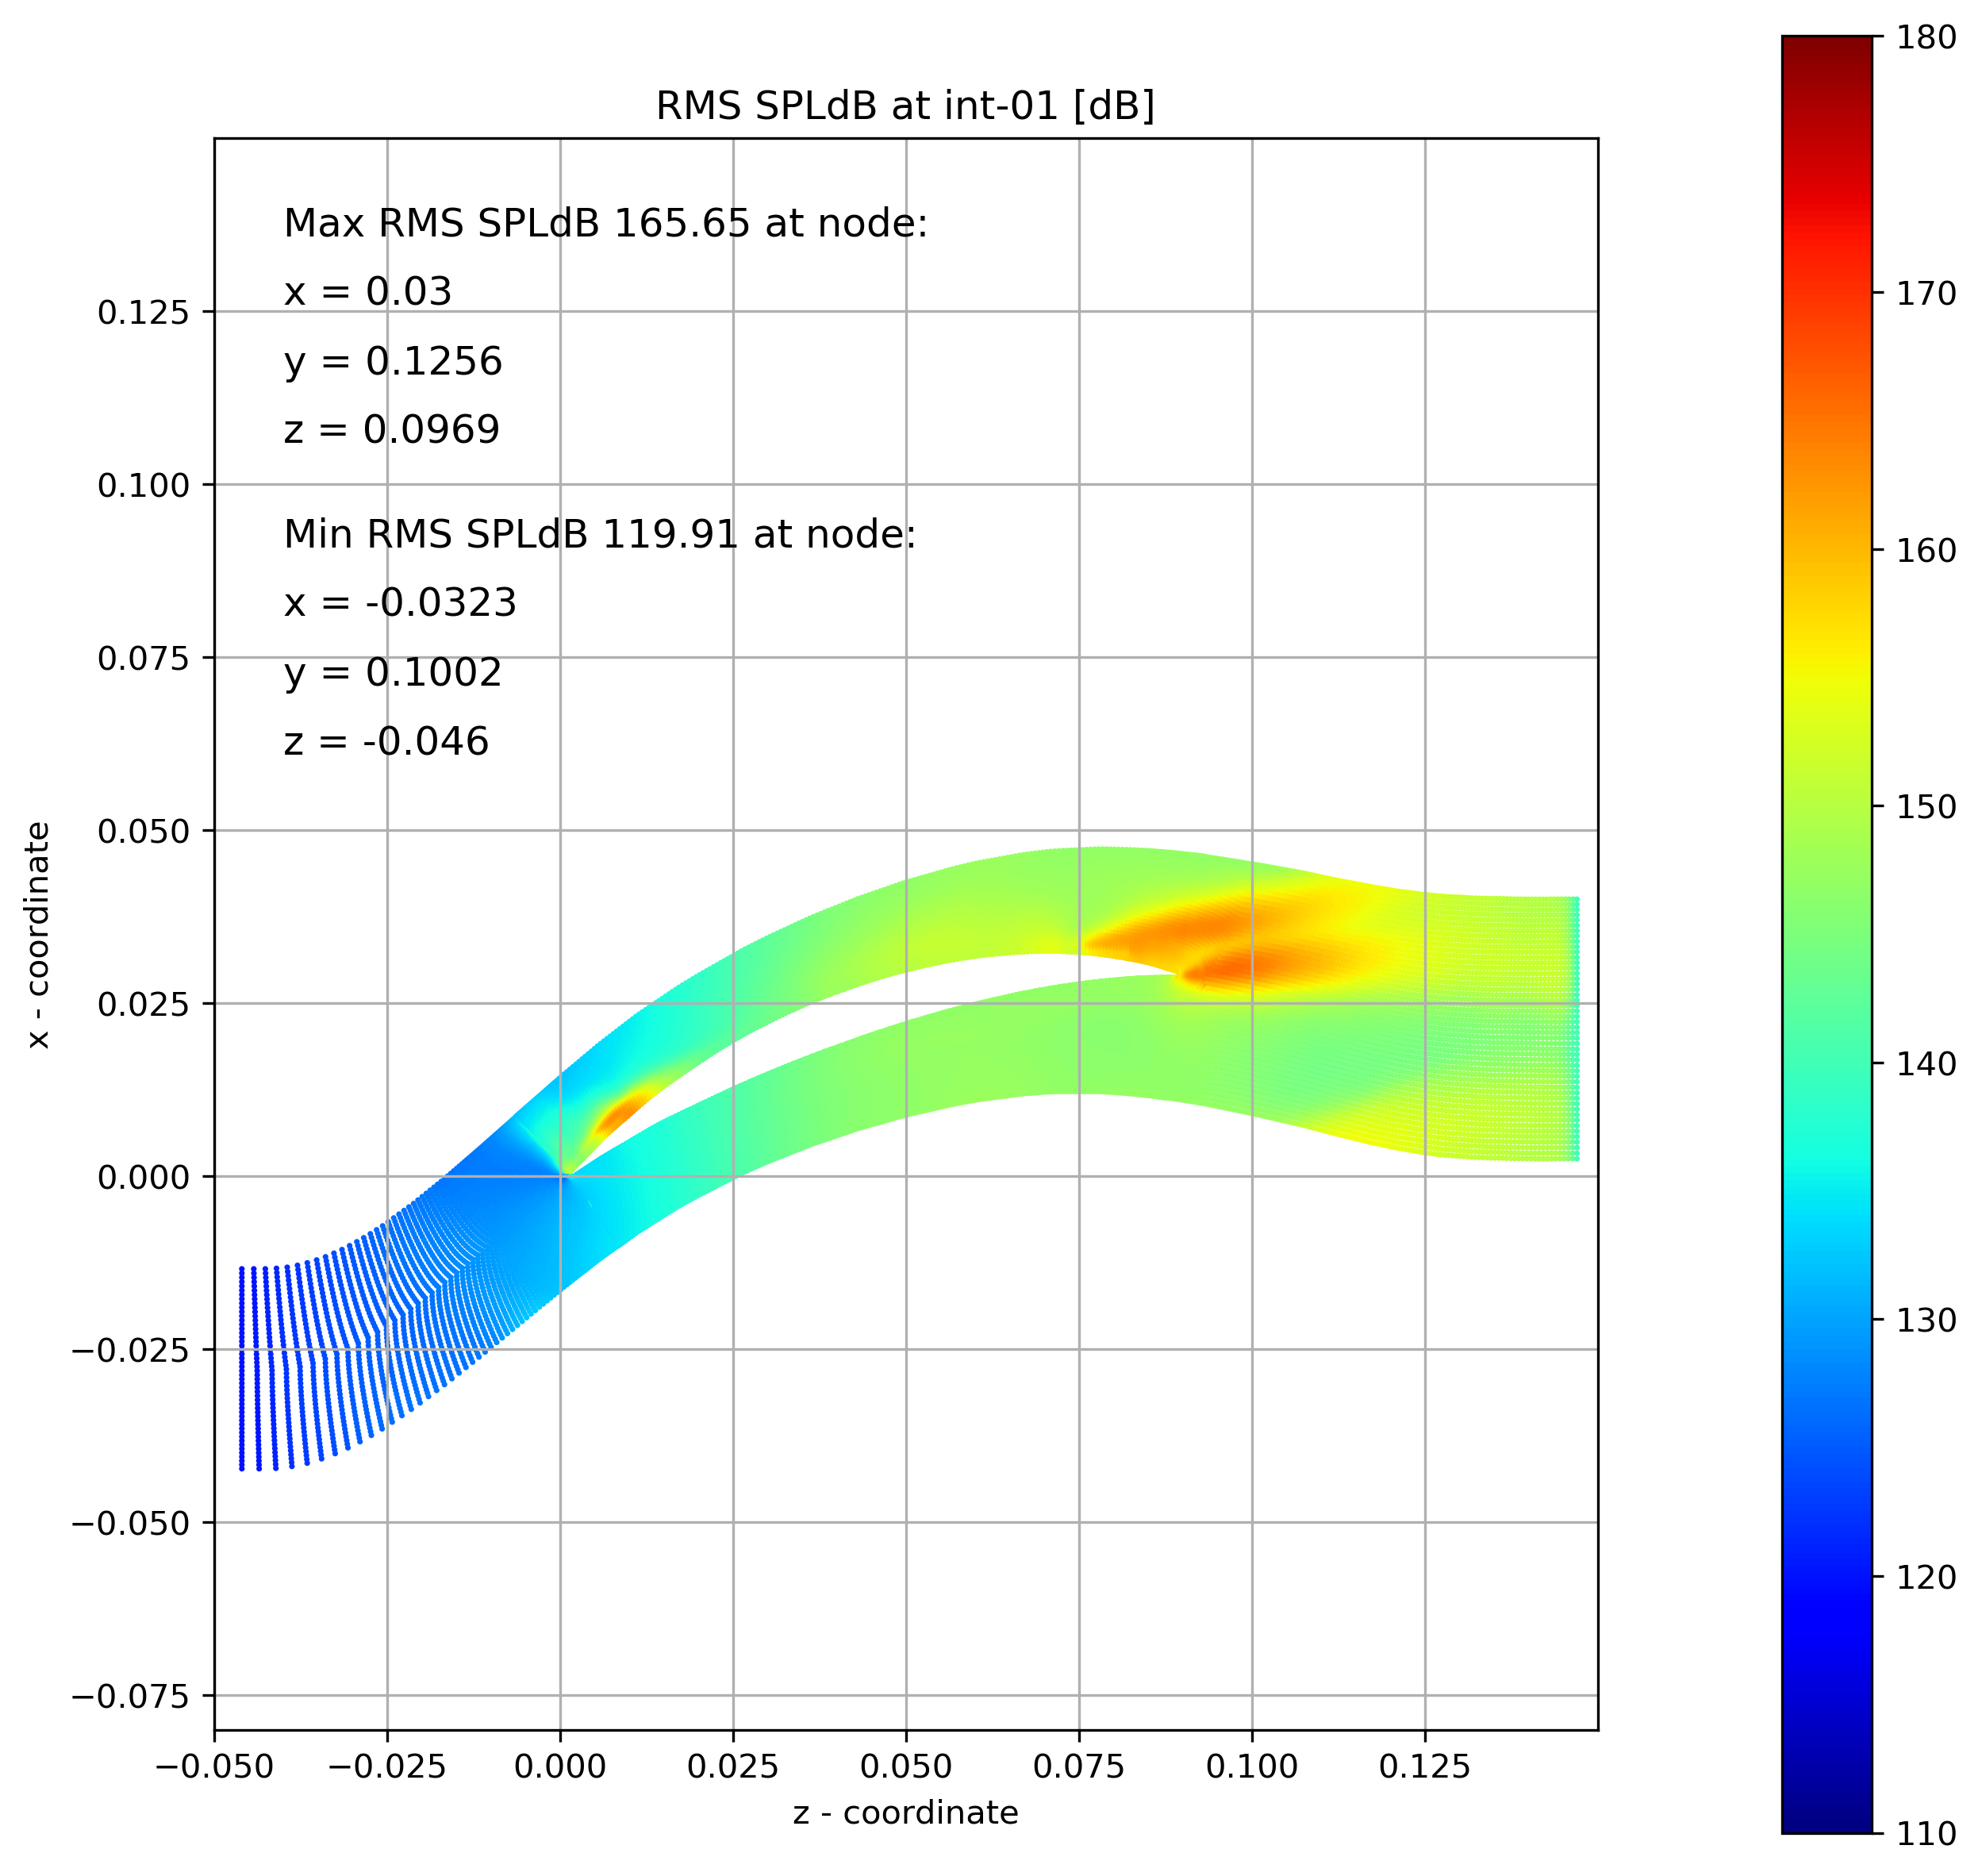 RMS SPLdB at int-01 [dB]
Max RMS SPLdB 165.65 at node:
x = 0.03
y = 0.1256
z = 0.0969
Min RMS SPLdB 119.91 at node:
x = -0.0323
y = 0.1002
z = -0.046
x - coordinate
0.125
0.100
0.075
0.050
0.025
0.000
−0.025
−0.050
−0.075
−0.050 −0.025 0.000 0.025 0.050 0.075 0.100 0.125
z - coordinate
180
170
160
150
140
130
120
110